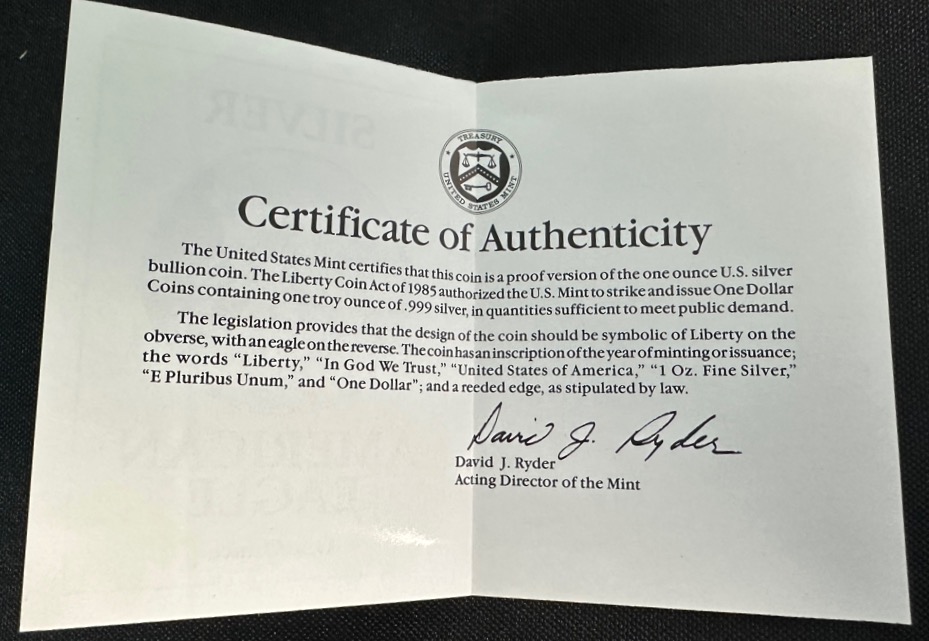 TREASURY
UNITED STATES MINT
Certificate of Authenticity
The United States Mint certifies that this coin is a proof version of the one ounce U.S. silver
bullion coin. The Liberty Coin Act of 1985 authorized the U.S. Mint to strike and issue One Dollar
Coins containing one troy ounce of .999 silver, in quantities sufficient to meet public demand.
The legislation provides that the design of the coin should be symbolic of Liberty on the
obverse, with an eagle on the reverse. The coin has an inscription of the year of minting or issuance;
the words “Liberty,” “In God We Trust,” “United States of America,” “1 Oz. Fine Silver,”
“E Pluribus Unum,” and “One Dollar”; and a reeded edge, as stipulated by law.
David J. Ryder
David J. Ryder
Acting Director of the Mint
SILVER
AMERICAN
EAGLE